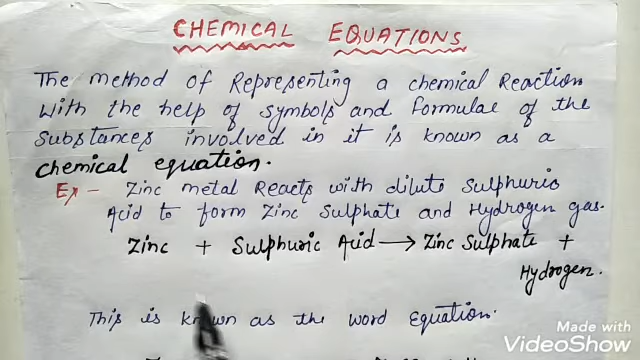 CHEMICAL EQUATIONS
The method of Representing a chemical Reaction
with the help of symbols and formulae of the
substances involved in it is known as a
chemical equation.
Ex - Zinc metal Reacts with dilute Sulphuric
Acid to form Zinc Sulphate and Hydrogen gas.
Zinc + Sulphuric Acid → Zinc Sulphate +
Hydrogen.
This is known as the word Equation.
Made with
VideoShow